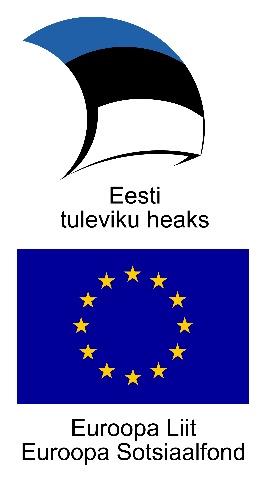 Eesti
tuleviku heaks
Euroopa Liit
Euroopa Sotsiaalfond